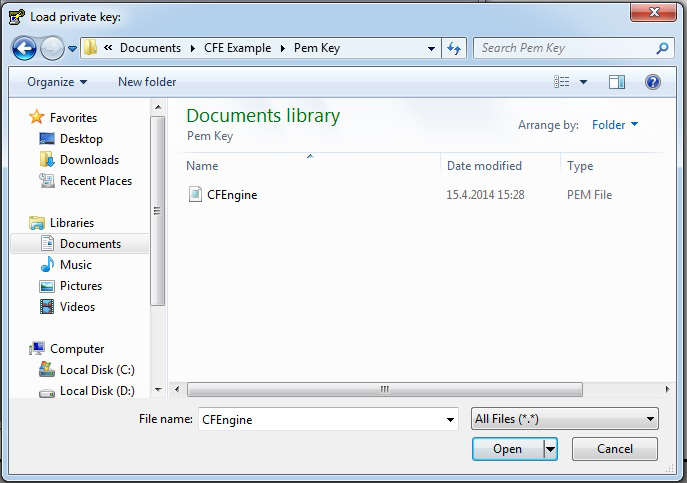 Load private key:
« Documents CFE Example Pem Key
Search Pem Key
Organize New folder
Favorites
Desktop
Downloads
Recent Places
Libraries
Documents
Music
Pictures
Videos
Computer
Local Disk (C:)
Local Disk (D:)
Documents library
Pem Key
Arrange by: Folder
Name Date modified Type
CFEngine 15.4.2014 15:28 PEM File
File name: CFEngine All Files (*.*)
Open Cancel